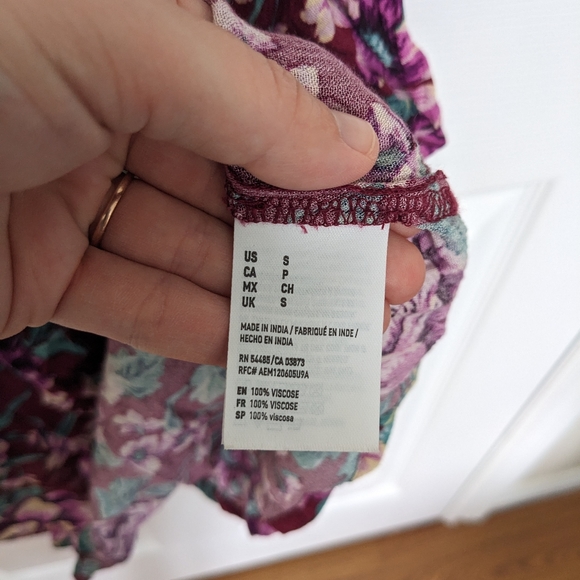 US S
CA P
MX CH
UK S
MADE IN INDIA / FABRIQUÉ EN INDE /
HECHO EN INDIA
RN 54485/CA 03873
RFC# AEM120605U9A
EN 100% VISCOSE
FR 100% VISCOSE
SP 100% viscosa